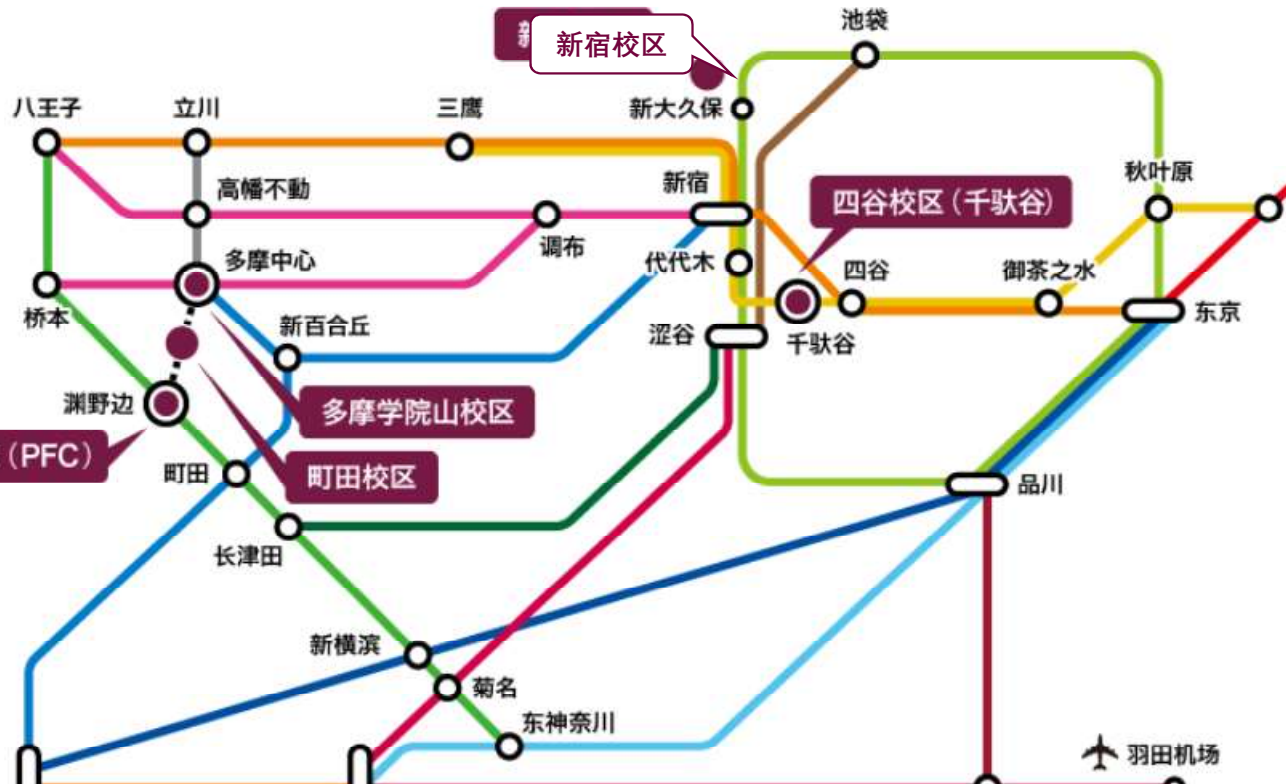 池袋
新宿校区
新大久保
八王子
立川
三鹰
高幡不动
新宿
秋叶原
四谷校区（千驮谷）
调布
多摩中心
代代木
四谷
御茶之水
桥本
新百合丘
涩谷
千驮谷
东京
渊野边
多摩学院山校区
（PFC）
町田
町田校区
品川
长津田
新横滨
菊名
东神奈川
羽田机场